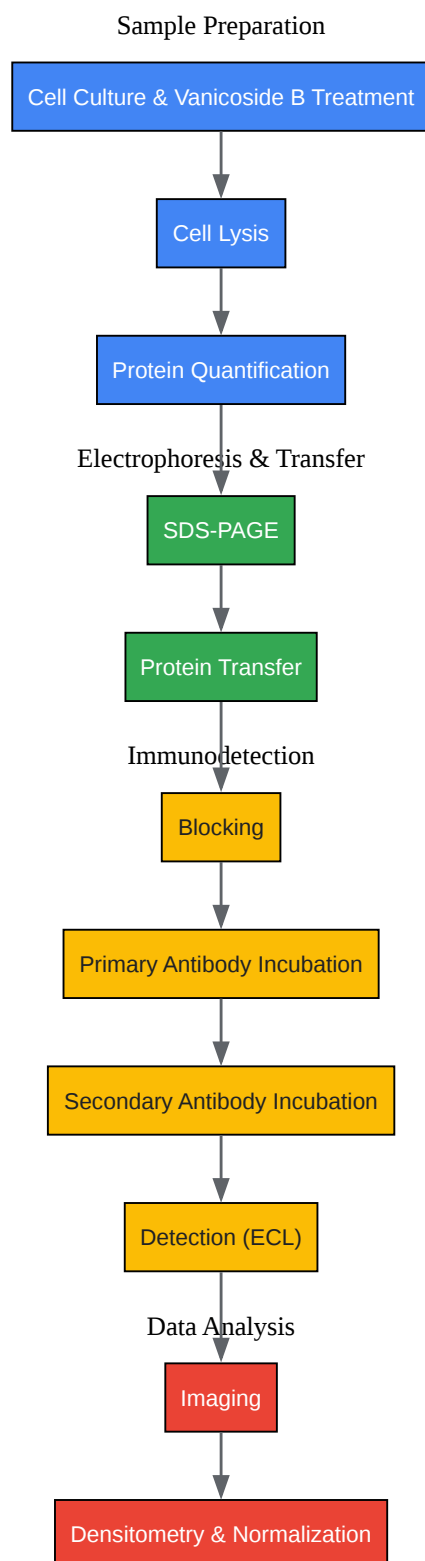 Sample Preparation
Cell Culture & Vanicoside B Treatment
Cell Lysis
Protein Quantification
Electrophoresis & Transfer
SDS-PAGE
Protein Transfer
Immunodetection
Blocking
Primary Antibody Incubation
Secondary Antibody Incubation
Detection (ECL)
Data Analysis
Imaging
Densitometry & Normalization